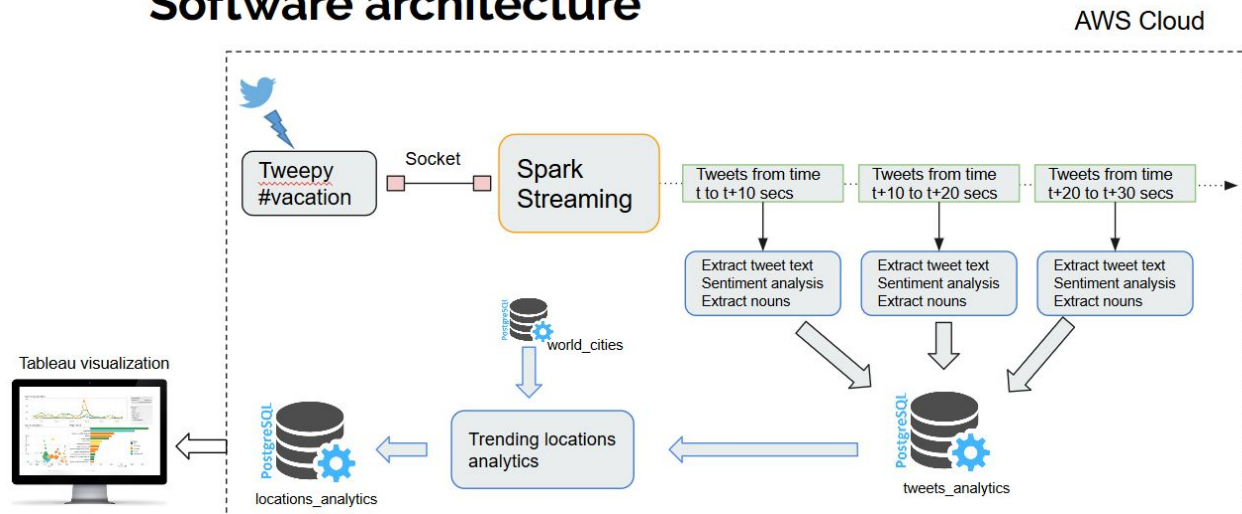 Software architecture
AWS Cloud
Tweepy
#vacation
Socket
Spark
Streaming
Tweets from time
t to t+10 secs
Tweets from time
t+10 to t+20 secs
Tweets from time
t+20 to t+30 secs
Extract tweet text
Sentiment analysis
Extract nouns
Extract tweet text
Sentiment analysis
Extract nouns
Extract tweet text
Sentiment analysis
Extract nouns
PostgreSQL
world_cities
Tableau visualization
PostgreSQL
locations_analytics
Trending locations
analytics
PostgreSQL
tweets_analytics